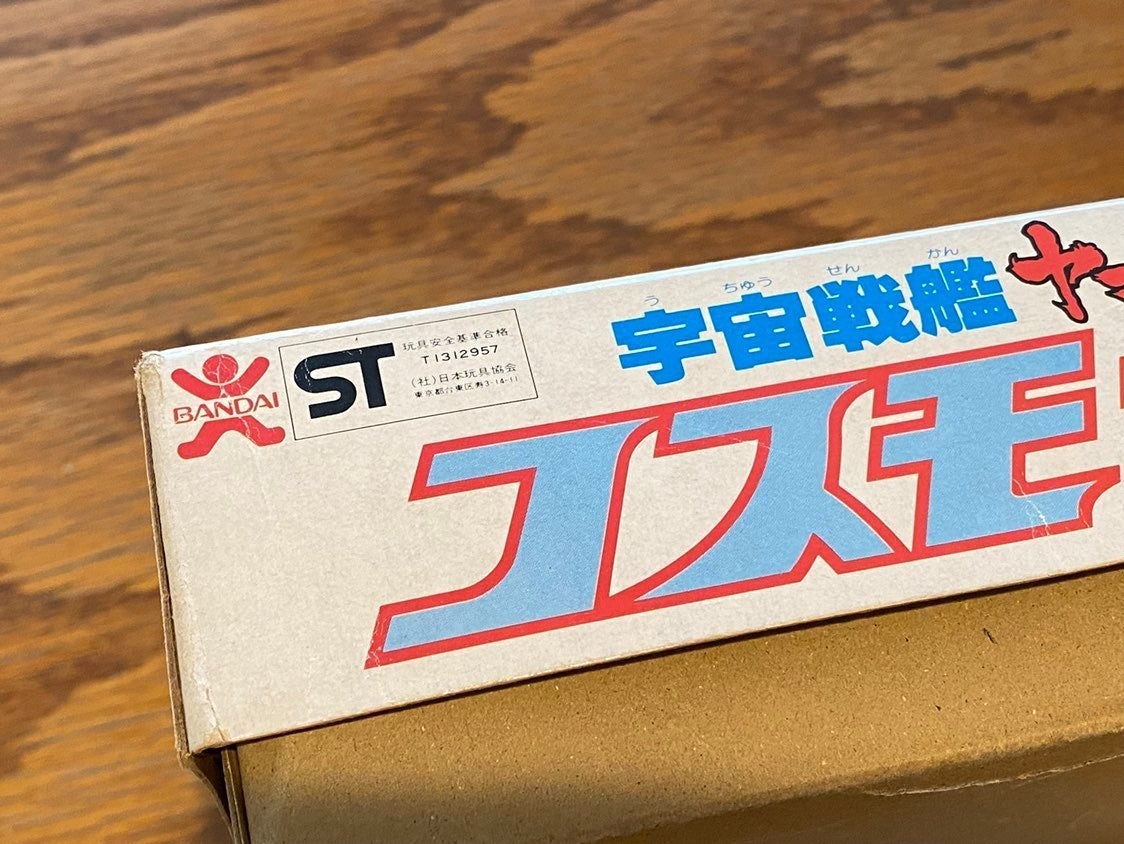 BANDAI
ST
玩具安全基準合格
T1312957
(社)日本玩具協会
東京都台東区寿3-14-11
う ちゅう せん かん
宇宙戦艦ヤマ
コスモ